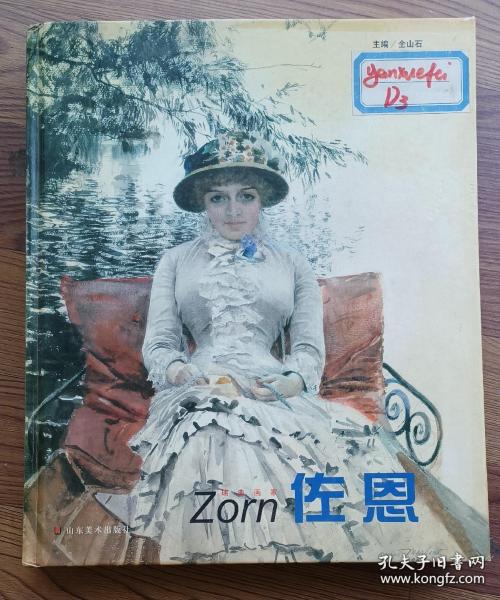 主编／全山石
yanxuefei
D3
瑞典画家
Zorn 佐恩
山东美术出版社
孔夫子旧书网
www.kongfz.com